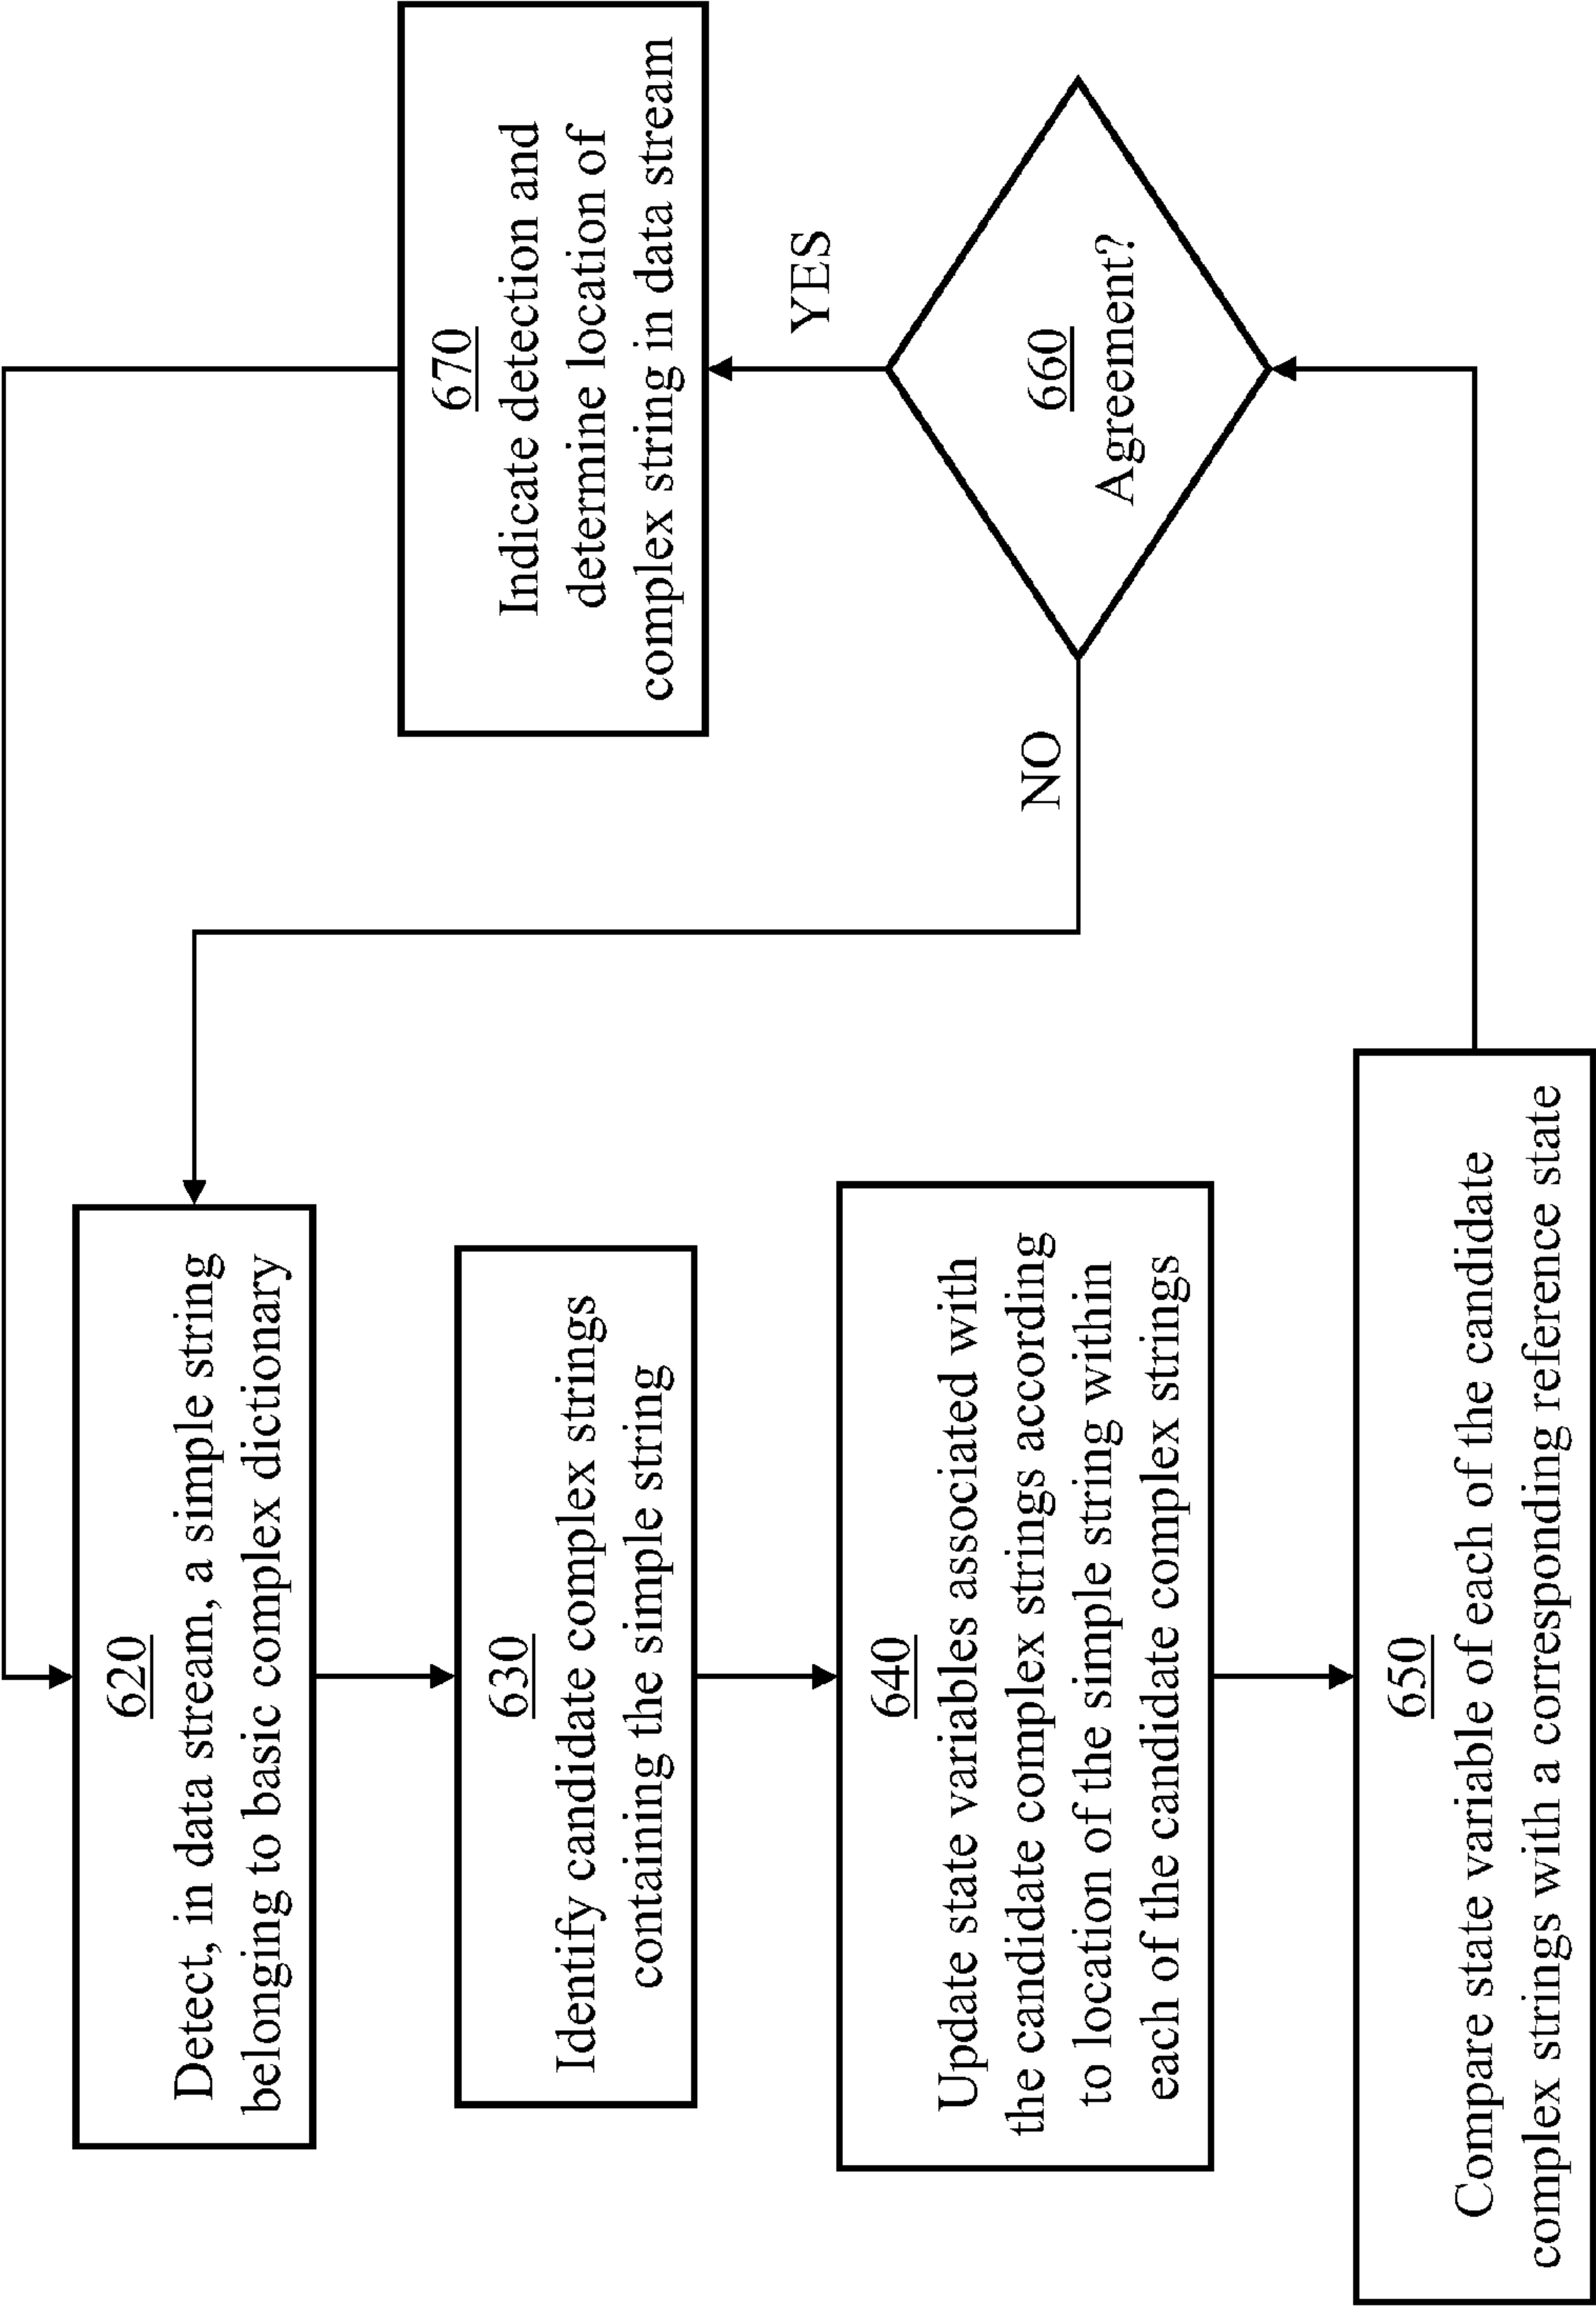 620
Detect, in data stream, a simple string
belonging to basic complex dictionary
630
Identify candidate complex strings
containing the simple string
640
Update state variables associated with
the candidate complex strings according
to location of the simple string within
each of the candidate complex strings
650
Compare state variable of each of the candidate
complex strings with a corresponding reference state
660
Agreement?
NO
YES
670
Indicate detection and
determine location of
complex string in data stream